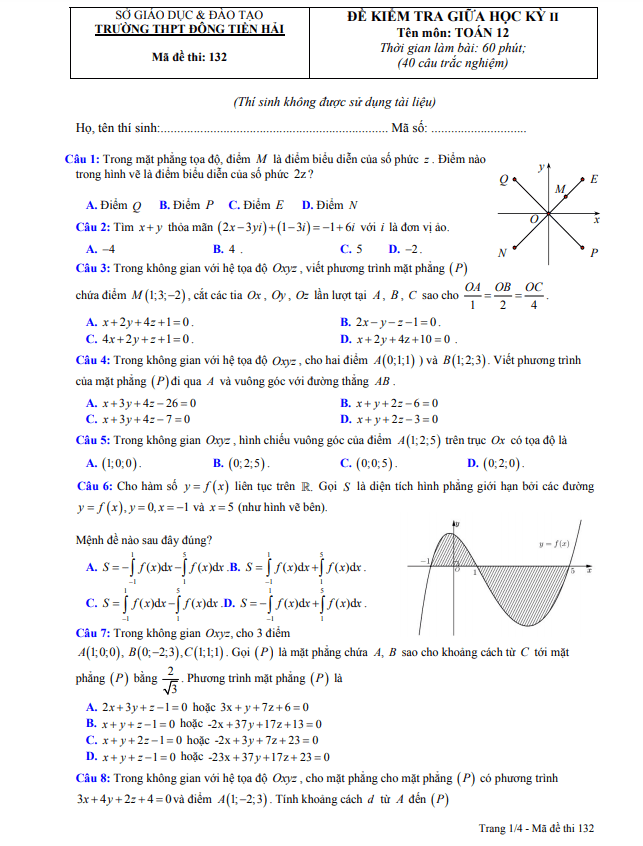 SỞ GIÁO DỤC & ĐÀO TẠO
TRƯỜNG THPT ĐÔNG TIỀN HẢI
Mã đề thi: 132
ĐỀ KIỂM TRA GIỮA HỌC KỲ II
Tên môn: TOÁN 12
Thời gian làm bài: 60 phút;
(40 câu trắc nghiệm)
(Thí sinh không được sử dụng tài liệu)
Họ, tên thí sinh:..................................................................... Mã số: .............................
Câu 1: Trong mặt phẳng tọa độ, điểm M là điểm biểu diễn của số phức z . Điểm nào
trong hình vẽ là điểm biểu diễn của số phức 2z?
A. Điểm Q B. Điểm P C. Điểm E D. Điểm N
y
Q
E
M
O
x
N
P
Câu 2: Tìm x+y thỏa mãn (2x−3yi)+(1−3i)=−1+6i với i là đơn vị ảo.
A. −4 B. 4 . C. 5 D. −2 .
Câu 3: Trong không gian với hệ tọa độ Oxyz , viết phương trình mặt phẳng (P)
chứa điểm M(1;3;−2), cắt các tia Ox , Oy , Oz lần lượt tại A , B , C sao cho OA/1 = OB/2 = OC/4 .
A. x+2y+4z+1=0 . B. 2x−y−z−1=0 .
C. 4x+2y+z+1=0 . D. x+2y+4z+10=0 .
Câu 4: Trong không gian với hệ tọa độ Oxyz , cho hai điểm A(0;1;1) ) và B(1;2;3). Viết phương trình
của mặt phẳng (P)đi qua A và vuông góc với đường thẳng AB .
A. x+3y+4z−26=0 B. x+y+2z−6=0
C. x+3y+4z−7=0 D. x+y+2z−3=0
Câu 5: Trong không gian Oxyz , hình chiếu vuông góc của điểm A(1;2;5) trên trục Ox có tọa độ là
A. (1;0;0). B. (0;2;5). C. (0;0;5). D. (0;2;0).
Câu 6: Cho hàm số y=f(x) liên tục trên ℝ. Gọi S là diện tích hình phẳng giới hạn bởi các đường
y=f(x),y=0,x=−1 và x=5 (như hình vẽ bên).
Mệnh đề nào sau đây đúng?
A. S=−∫_{-1}^{1} f(x)dx−∫_{1}^{5} f(x)dx .B. S=∫_{-1}^{1} f(x)dx+∫_{1}^{5} f(x)dx .
C. S=∫_{-1}^{1} f(x)dx−∫_{1}^{5} f(x)dx .D. S=−∫_{-1}^{1} f(x)dx+∫_{1}^{5} f(x)dx .
y
y = f(x)
-1
O
1
5
x
Câu 7: Trong không gian Oxyz, cho 3 điểm
A(1;0;0), B(0;−2;3),C(1;1;1). Gọi (P) là mặt phẳng chứa A, B sao cho khoảng cách từ C tới mặt
phẳng (P) bằng 2/√3 . Phương trình mặt phẳng (P) là
A. 2x+3y+z−1=0 hoặc 3x+y+7z+6=0
B. x+y+z−1=0 hoặc -2x+37y+17z+13=0
C. x+y+2z−1=0 hoặc -2x+3y+7z+23=0
D. x+y+z−1=0 hoặc -23x+37y+17z+23=0
Câu 8: Trong không gian với hệ tọa độ Oxyz , cho mặt phẳng cho mặt phẳng (P) có phương trình
3x+4y+2z+4=0và điểm A(1;−2;3). Tính khoảng cách d từ A đến (P)
Trang 1/4 - Mã đề thi 132